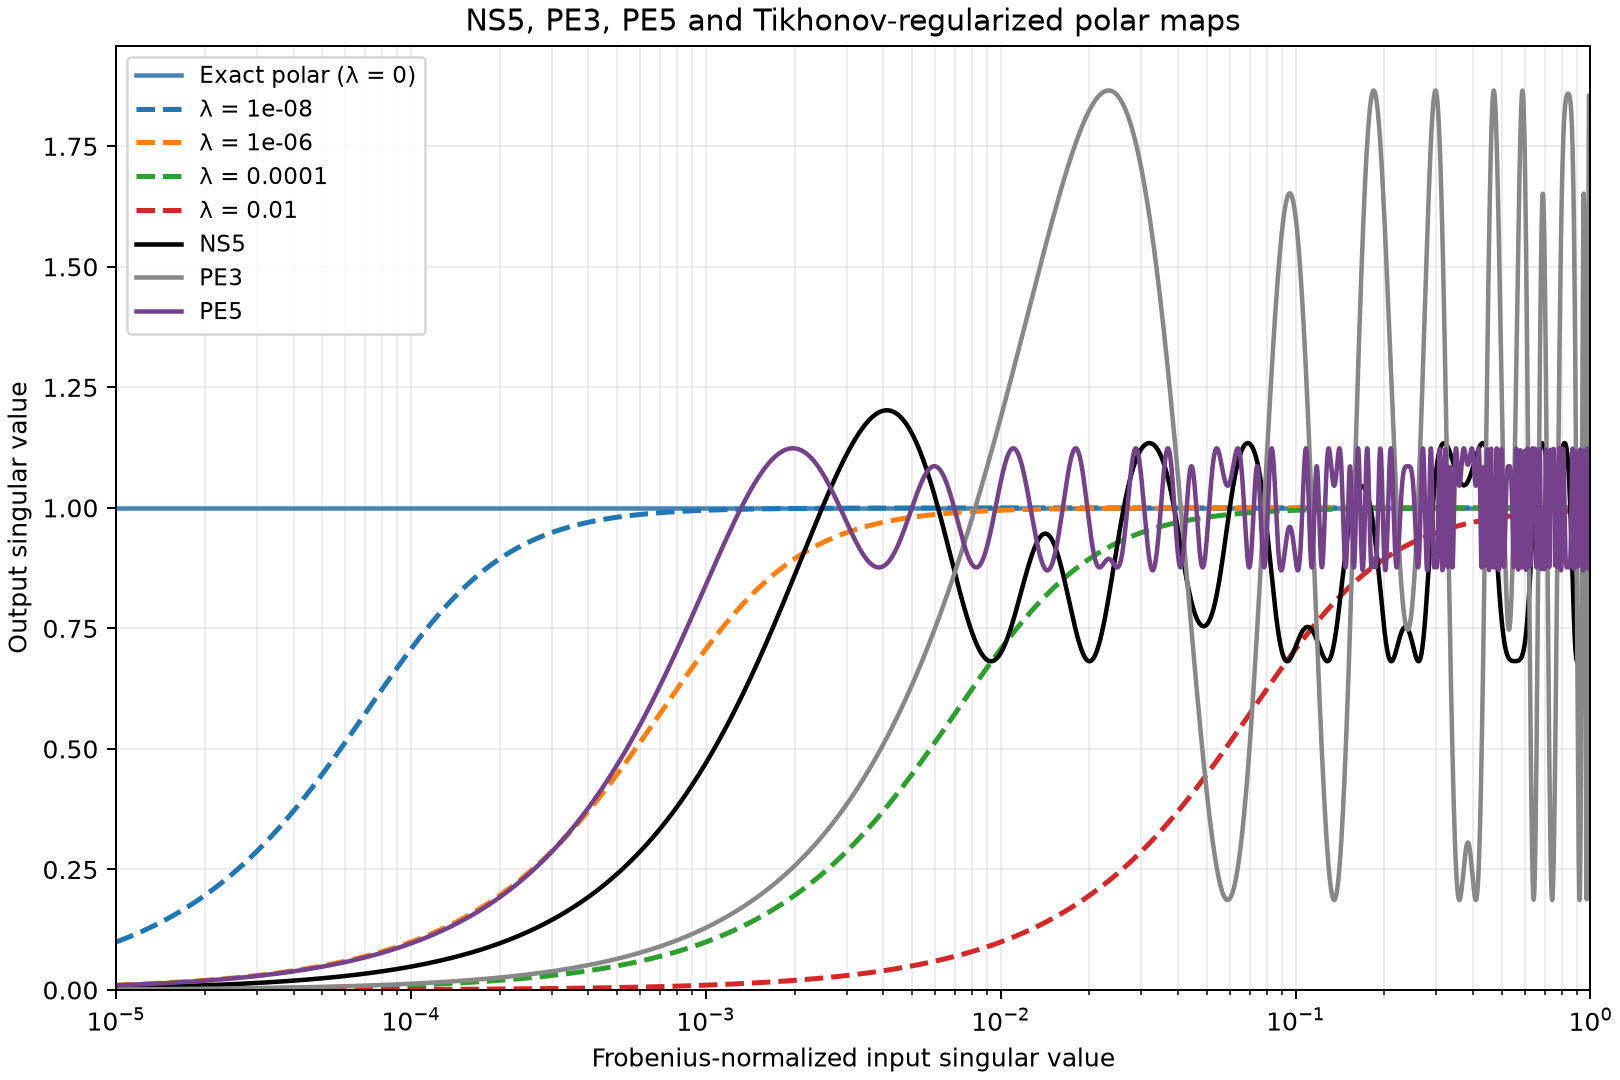 NS5, PE3, PE5 and Tikhonov-regularized polar maps
Exact polar (λ = 0)
λ = 1e-08
λ = 1e-06
λ = 0.0001
λ = 0.01
NS5
PE3
PE5
Output singular value
1.75
1.50
1.25
1.00
0.75
0.50
0.25
0.00
10⁻⁵ 10⁻⁴ 10⁻³ 10⁻² 10⁻¹ 10⁰
Frobenius-normalized input singular value